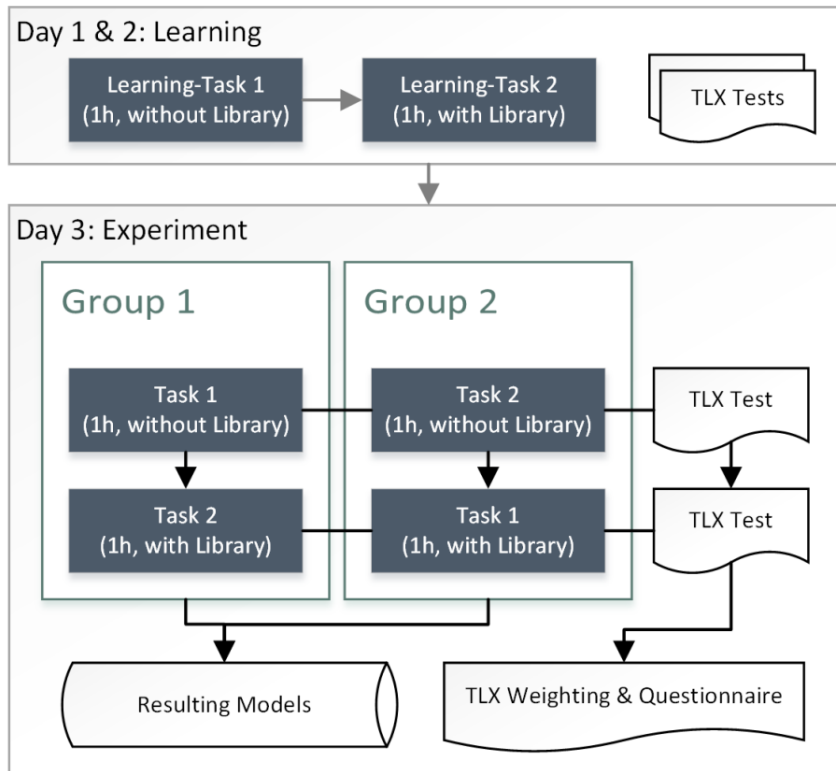 Day 1 & 2: Learning
Learning-Task 1
(1h, without Library)
Learning-Task 2
(1h, with Library)
TLX Tests
Day 3: Experiment
Group 1
Group 2
Task 1
(1h, without Library)
Task 2
(1h, without Library)
TLX Test
Task 2
(1h, with Library)
Task 1
(1h, with Library)
TLX Test
Resulting Models
TLX Weighting & Questionnaire